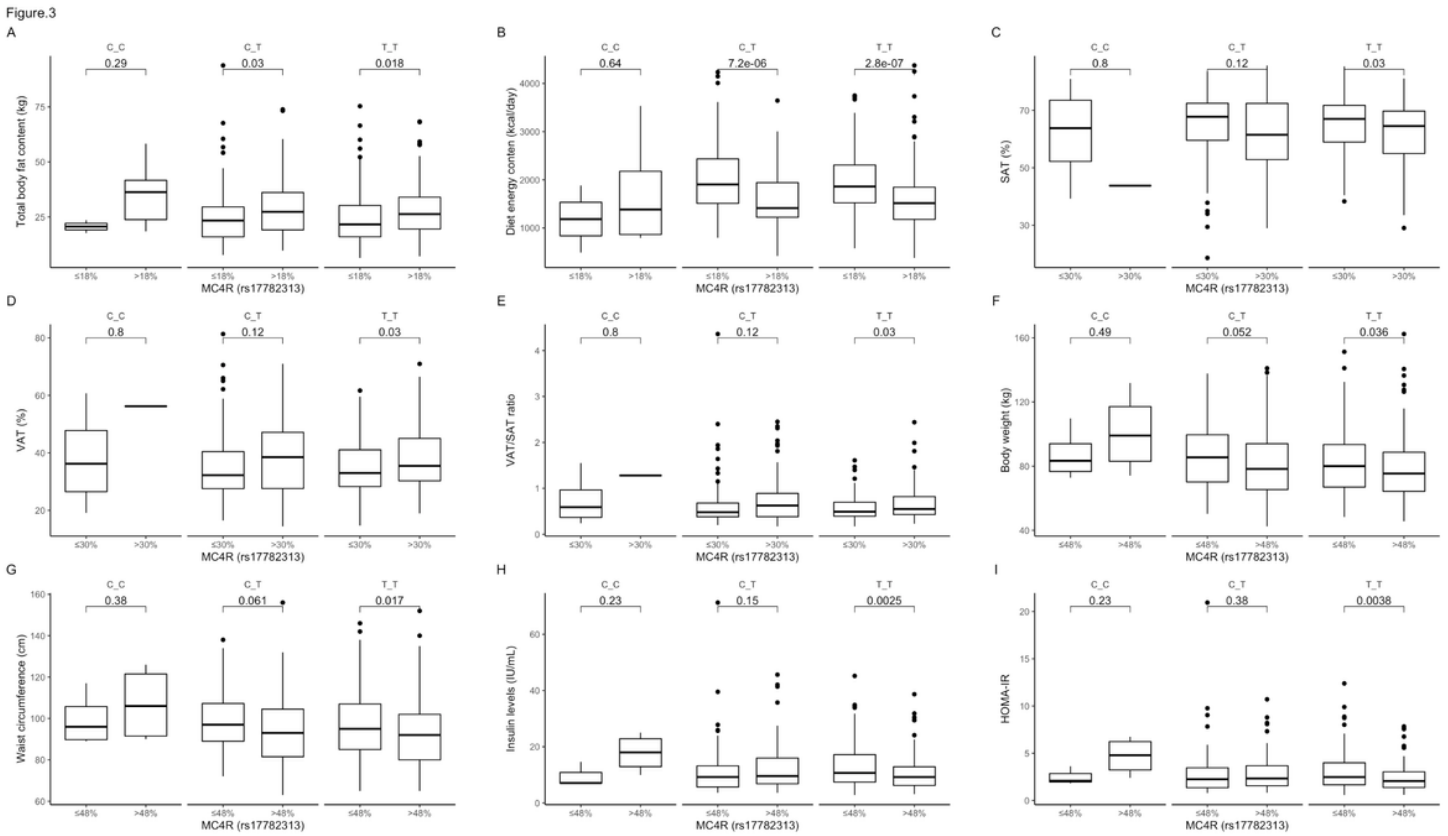 Figure.3
A
C_C
C_T
T_T
0.29
0.03
0.018
75
50
25
Total body fat content (kg)
≤18%
>18%
≤18%
>18%
≤18%
>18%
MC4R (rs17782313)
B
C_C
C_T
T_T
0.64
7.2e-06
2.8e-07
4000
3000
2000
1000
Diet energy conten (kcal/day)
≤18%
>18%
≤18%
>18%
≤18%
>18%
MC4R (rs17782313)
C
C_C
C_T
T_T
0.8
0.12
0.03
70
50
30
SAT (%)
≤30%
>30%
≤30%
>30%
≤30%
>30%
MC4R (rs17782313)
D
C_C
C_T
T_T
0.8
0.12
0.03
80
60
40
20
VAT (%)
≤30%
>30%
≤30%
>30%
≤30%
>30%
MC4R (rs17782313)
E
C_C
C_T
T_T
0.8
0.12
0.03
4
3
2
1
0
VAT/SAT ratio
≤30%
>30%
≤30%
>30%
≤30%
>30%
MC4R (rs17782313)
F
C_C
C_T
T_T
0.49
0.052
0.036
160
120
80
40
Body weight (kg)
≤48%
>48%
≤48%
>48%
≤48%
>48%
MC4R (rs17782313)
G
C_C
C_T
T_T
0.38
0.061
0.017
160
140
120
100
80
60
Waist circumference (cm)
≤48%
>48%
≤48%
>48%
≤48%
>48%
MC4R (rs17782313)
H
C_C
C_T
T_T
0.23
0.15
0.0025
60
40
20
0
Insulin levels (IU/mL)
≤48%
>48%
≤48%
>48%
≤48%
>48%
MC4R (rs17782313)
I
C_C
C_T
T_T
0.23
0.38
0.0038
20
15
10
5
0
HOMA-IR
≤48%
>48%
≤48%
>48%
≤48%
>48%
MC4R (rs17782313)